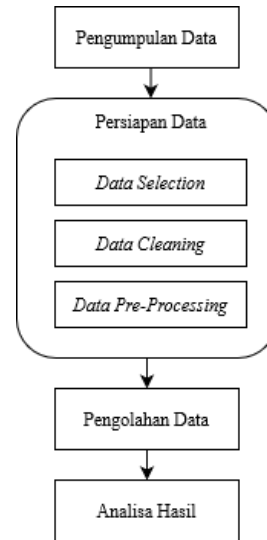 Pengumpulan Data
Persiapan Data
Data Selection
Data Cleaning
Data Pre-Processing
Pengolahan Data
Analisa Hasil